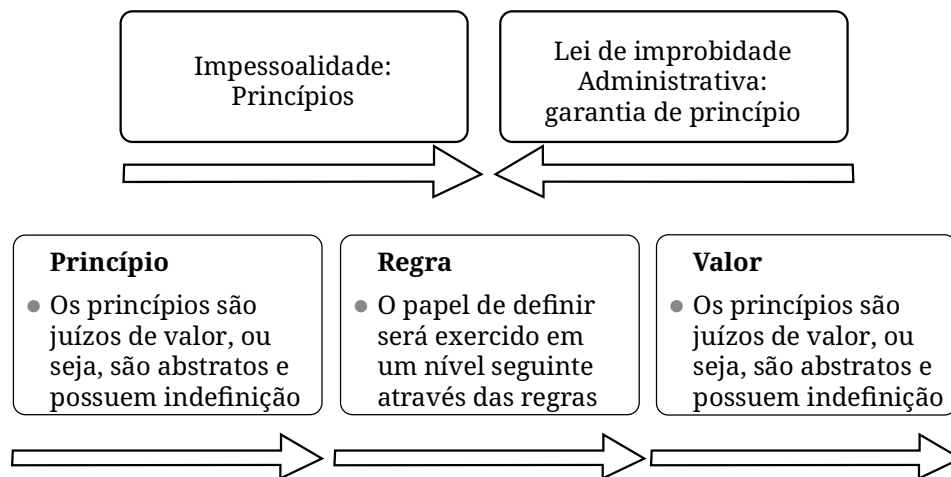 Impessoalidade:
Princípios
Lei de improbidade
Administrativa:
garantia de princípio
Princípio
Os princípios são
juízos de valor, ou
seja, são abstratos e
possuem indefinição
Regra
O papel de definir
será exercido em
um nível seguinte
através das regras
Valor
Os princípios são
juízos de valor, ou
seja, são abstratos e
possuem indefinição